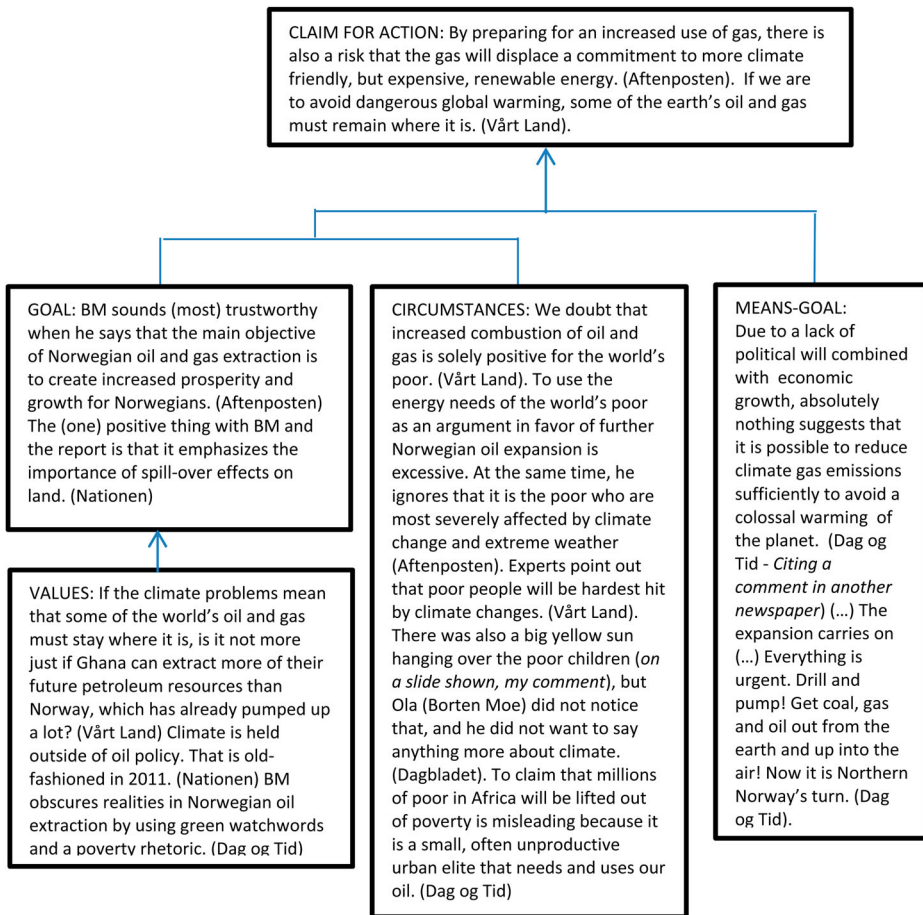 CLAIM FOR ACTION: By preparing for an increased use of gas, there is
also a risk that the gas will displace a commitment to more climate
friendly, but expensive, renewable energy. (Aftenposten).  If we are
to avoid dangerous global warming, some of the earth's oil and gas
must remain where it is. (Vårt Land).
GOAL: BM sounds (most) trustworthy
when he says that the main objective
of Norwegian oil and gas extraction is
to create increased prosperity and
growth for Norwegians. (Aftenposten)
The (one) positive thing with BM and
the report is that it emphasizes the
importance of spill-over effects on
land. (Nationen)
VALUES: If the climate problems mean
that some of the world's oil and gas
must stay where it is, is it not more
just if Ghana can extract more of their
future petroleum resources than
Norway, which has already pumped up
a lot? (Vårt Land) Climate is held
outside of oil policy. That is old-
fashioned in 2011. (Nationen) BM
obscures realities in Norwegian oil
extraction by using green watchwords
and a poverty rhetoric. (Dag og Tid)
CIRCUMSTANCES: We doubt that
increased combustion of oil and
gas is solely positive for the world's
poor. (Vårt Land). To use the
energy needs of the world's poor
as an argument in favor of further
Norwegian oil expansion is
excessive. At the same time, he
ignores that it is the poor who are
most severely affected by climate
change and extreme weather
(Aftenposten). Experts point out
that poor people will be hardest hit
by climate changes. (Vårt Land).
There was also a big yellow sun
hanging over the poor children (on
a slide shown, my comment), but
Ola (Borten Moe) did not notice
that, and he did not want to say
anything more about climate.
(Dagbladet). To claim that millions
of poor in Africa will be lifted out
of poverty is misleading because it
is a small, often unproductive
urban elite that needs and uses our
oil. (Dag og Tid)
MEANS-GOAL:
Due to a lack of
political will combined
with  economic
growth, absolutely
nothing suggests that
it is possible to reduce
climate gas emissions
sufficiently to avoid a
colossal warming  of
the planet.  (Dag og
Tid - Citing a
comment in another
newspaper) (...) The
expansion carries on
(...) Everything is
urgent. Drill and
pump! Get coal, gas
and oil out from the
earth and up into the
air! Now it is Northern
Norway's turn. (Dag
og Tid).